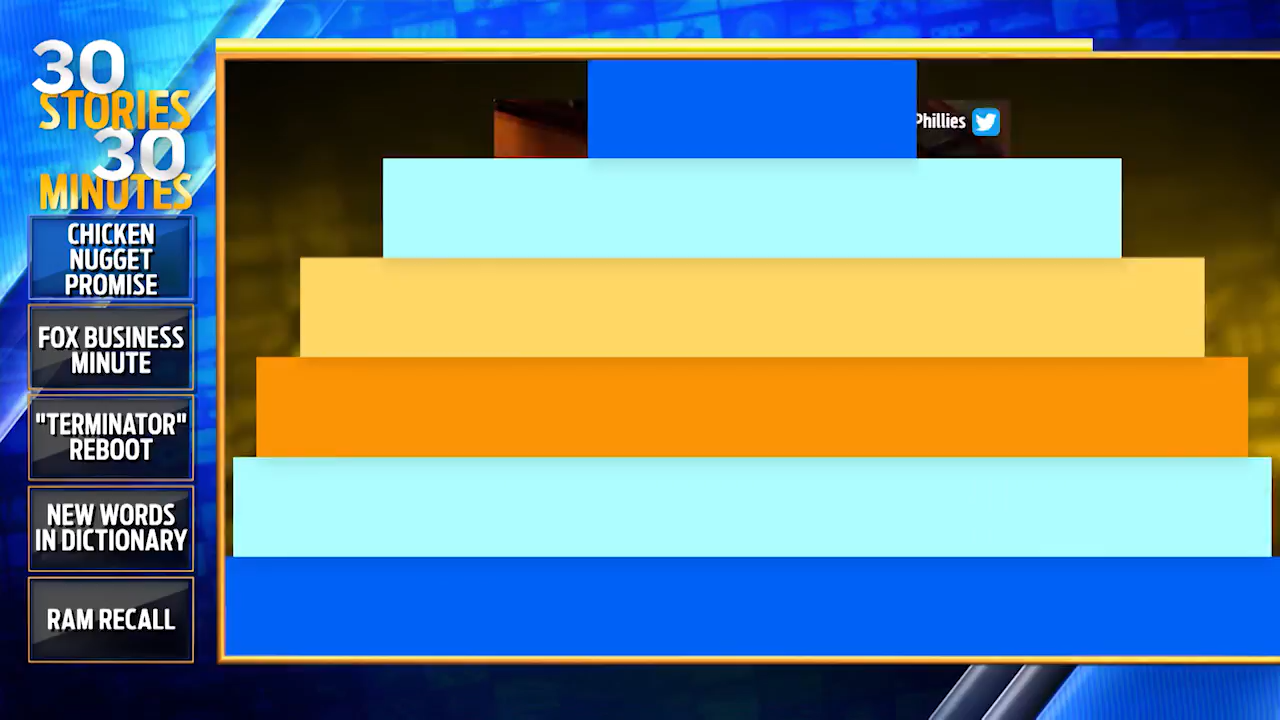 30
STORIES
30
MINUTES
CHICKEN
NUGGET
PROMISE
FOX BUSINESS
MINUTE
"TERMINATOR"
REBOOT
NEW WORDS
IN DICTIONARY
RAM RECALL
Phillies